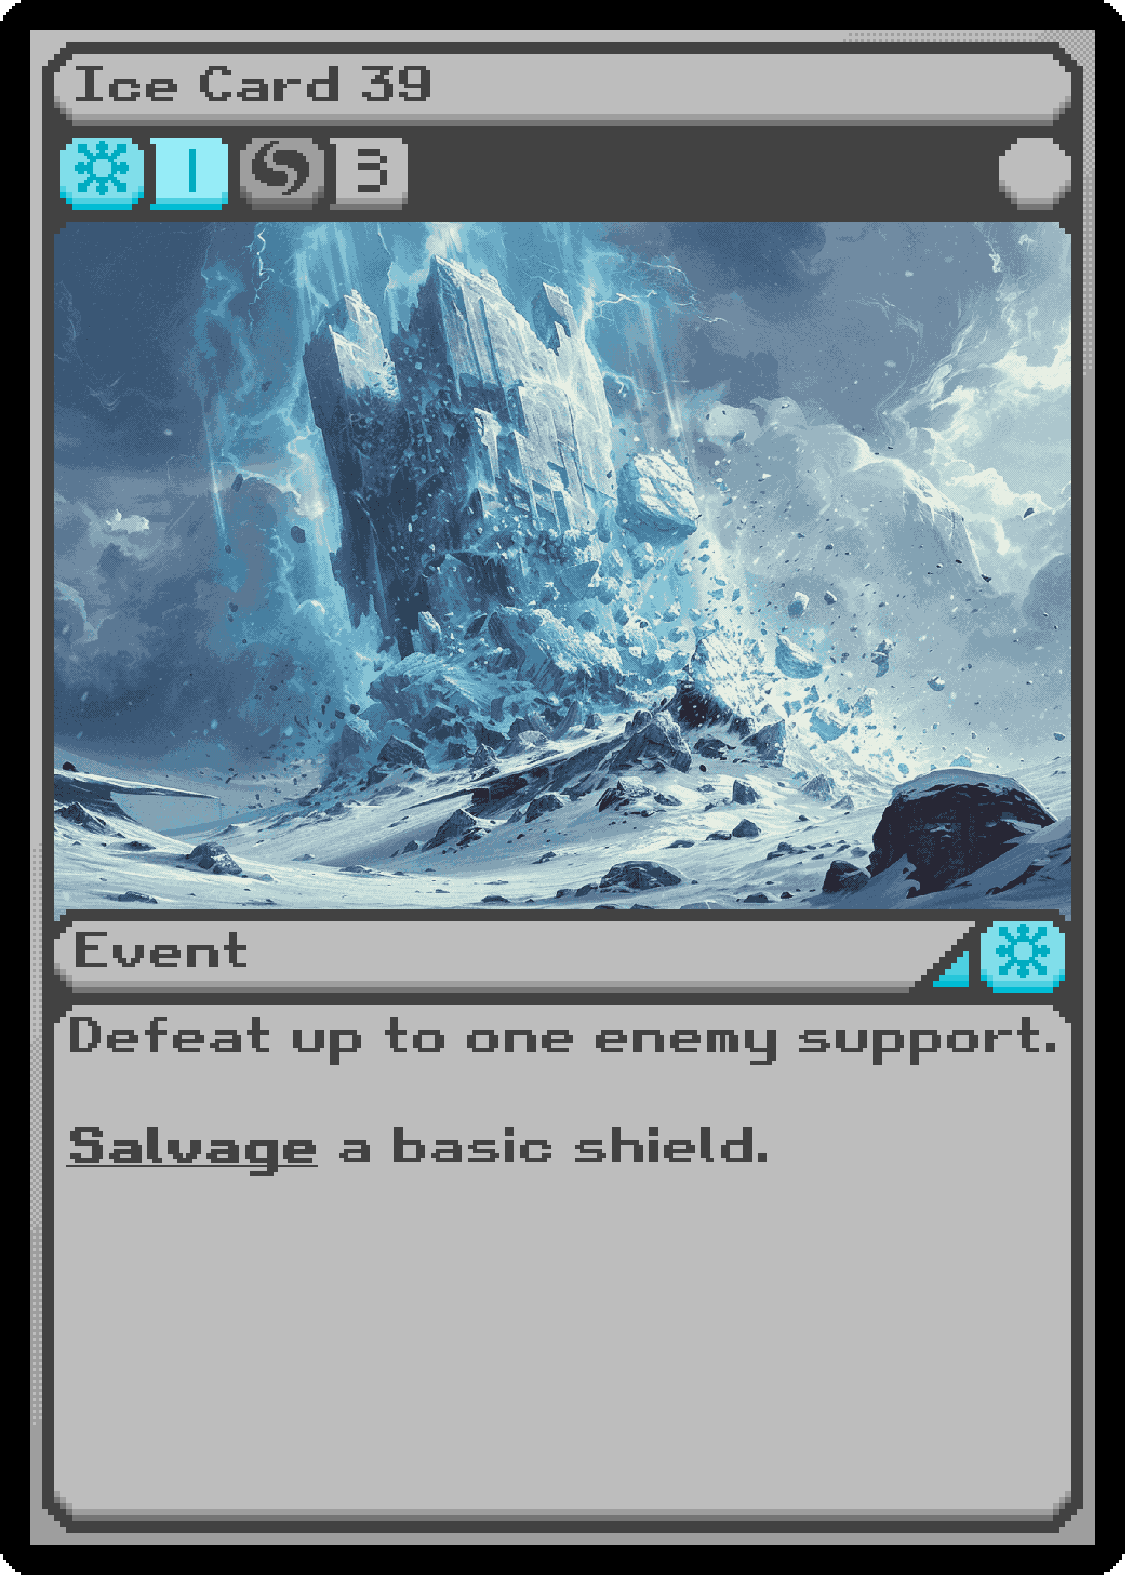 Ice Card 39
1 3
Event
Defeat up to one enemy support.
Salvage a basic shield.